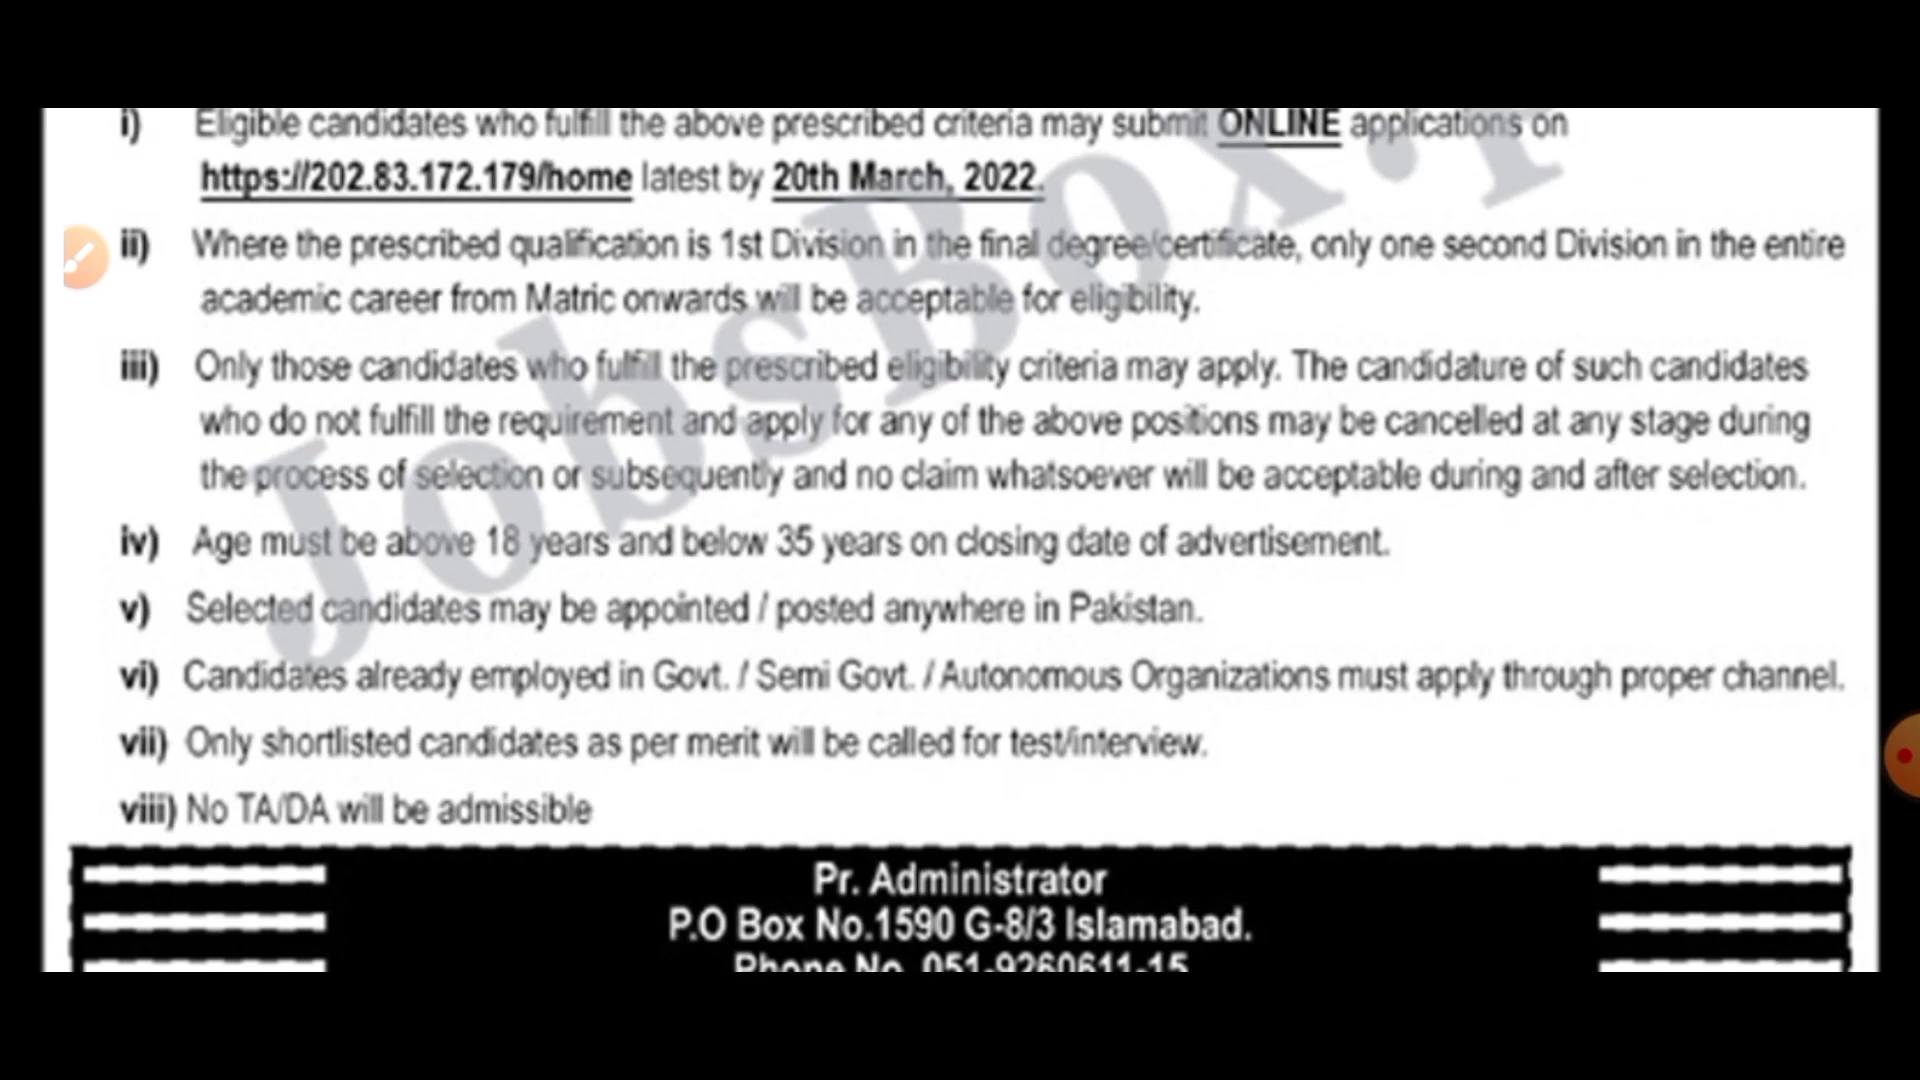 i) Eligible candidates who fulfill the above prescribed criteria may submit ONLINE applications on
https://202.83.172.179/home latest by 20th March, 2022.
ii) Where the prescribed qualification is 1st Division in the final degree/certificate, only one second Division in the entire
academic career from Matric onwards will be acceptable for eligibility.
iii) Only those candidates who fulfill the prescribed eligibility criteria may apply. The candidature of such candidates
who do not fulfill the requirement and apply for any of the above positions may be cancelled at any stage during
the process of selection or subsequently and no claim whatsoever will be acceptable during and after selection.
iv) Age must be above 18 years and below 35 years on closing date of advertisement.
v) Selected candidates may be appointed / posted anywhere in Pakistan.
vi) Candidates already employed in Govt. / Semi Govt. / Autonomous Organizations must apply through proper channel.
vii) Only shortlisted candidates as per merit will be called for test/interview.
viii) No TA/DA will be admissible
Pr. Administrator
P.O Box No.1590 G-8/3 Islamabad.
Phone No. 051-9260611-15
JobsBox.